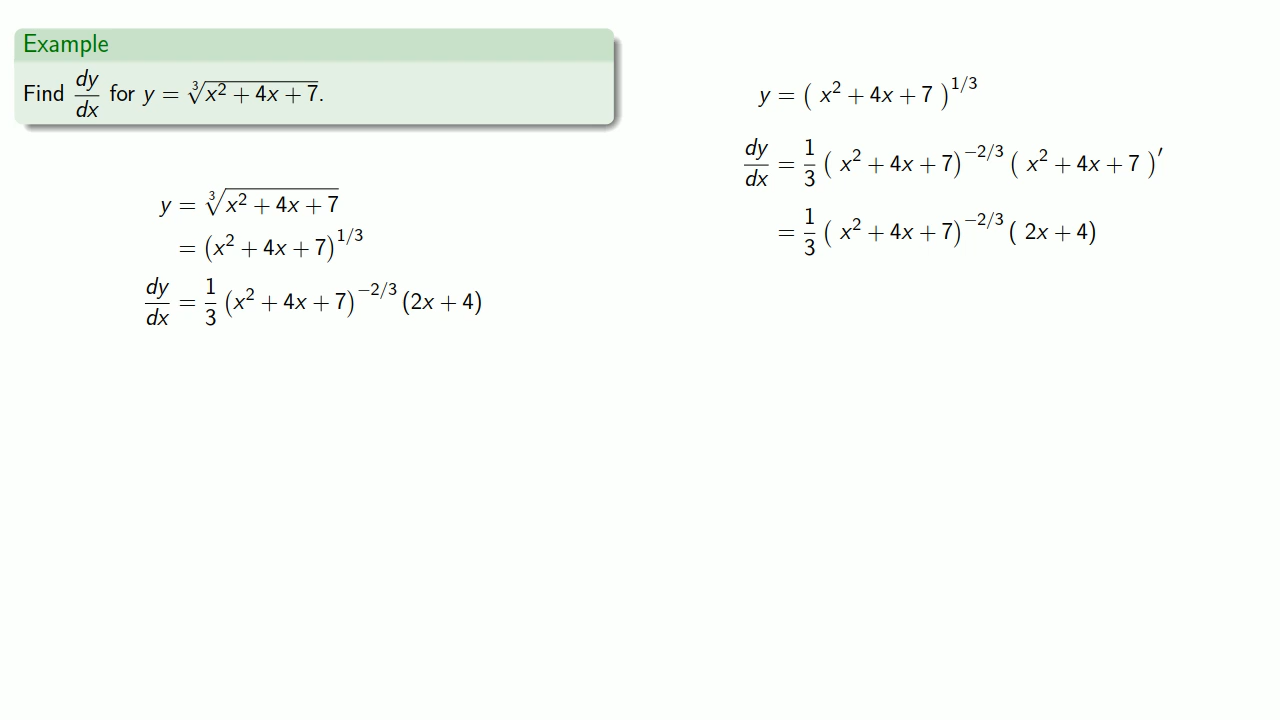 Example
Find dy/dx for y = ∛(x² + 4x + 7).
y = ∛(x² + 4x + 7)
= (x² + 4x + 7)^{1/3}
dy/dx = 1/3 (x² + 4x + 7)^{−2/3} (2x + 4)
y = ( x² + 4x + 7 )^{1/3}
dy/dx = 1/3 ( x² + 4x + 7)^{−2/3} ( x² + 4x + 7 )′
= 1/3 ( x² + 4x + 7)^{−2/3} ( 2x + 4)